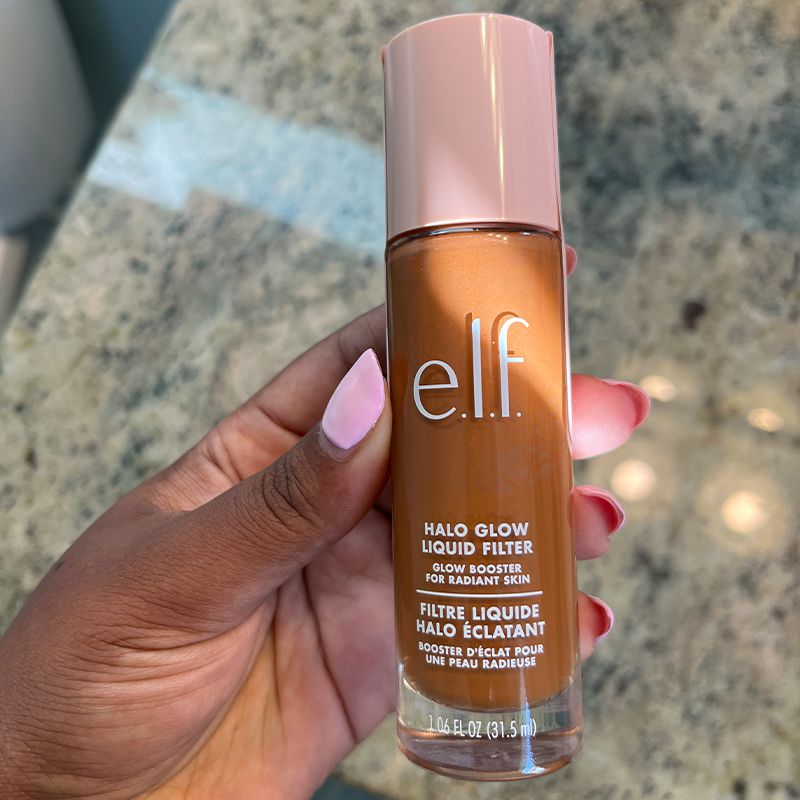 e.l.f.
HALO GLOW
LIQUID FILTER
GLOW BOOSTER
FOR RADIANT SKIN
FILTRE LIQUIDE
HALO ÉCLATANT
BOOSTER D'ÉCLAT POUR
UNE PEAU RADIEUSE
1.06 FL OZ (31.5 ml)